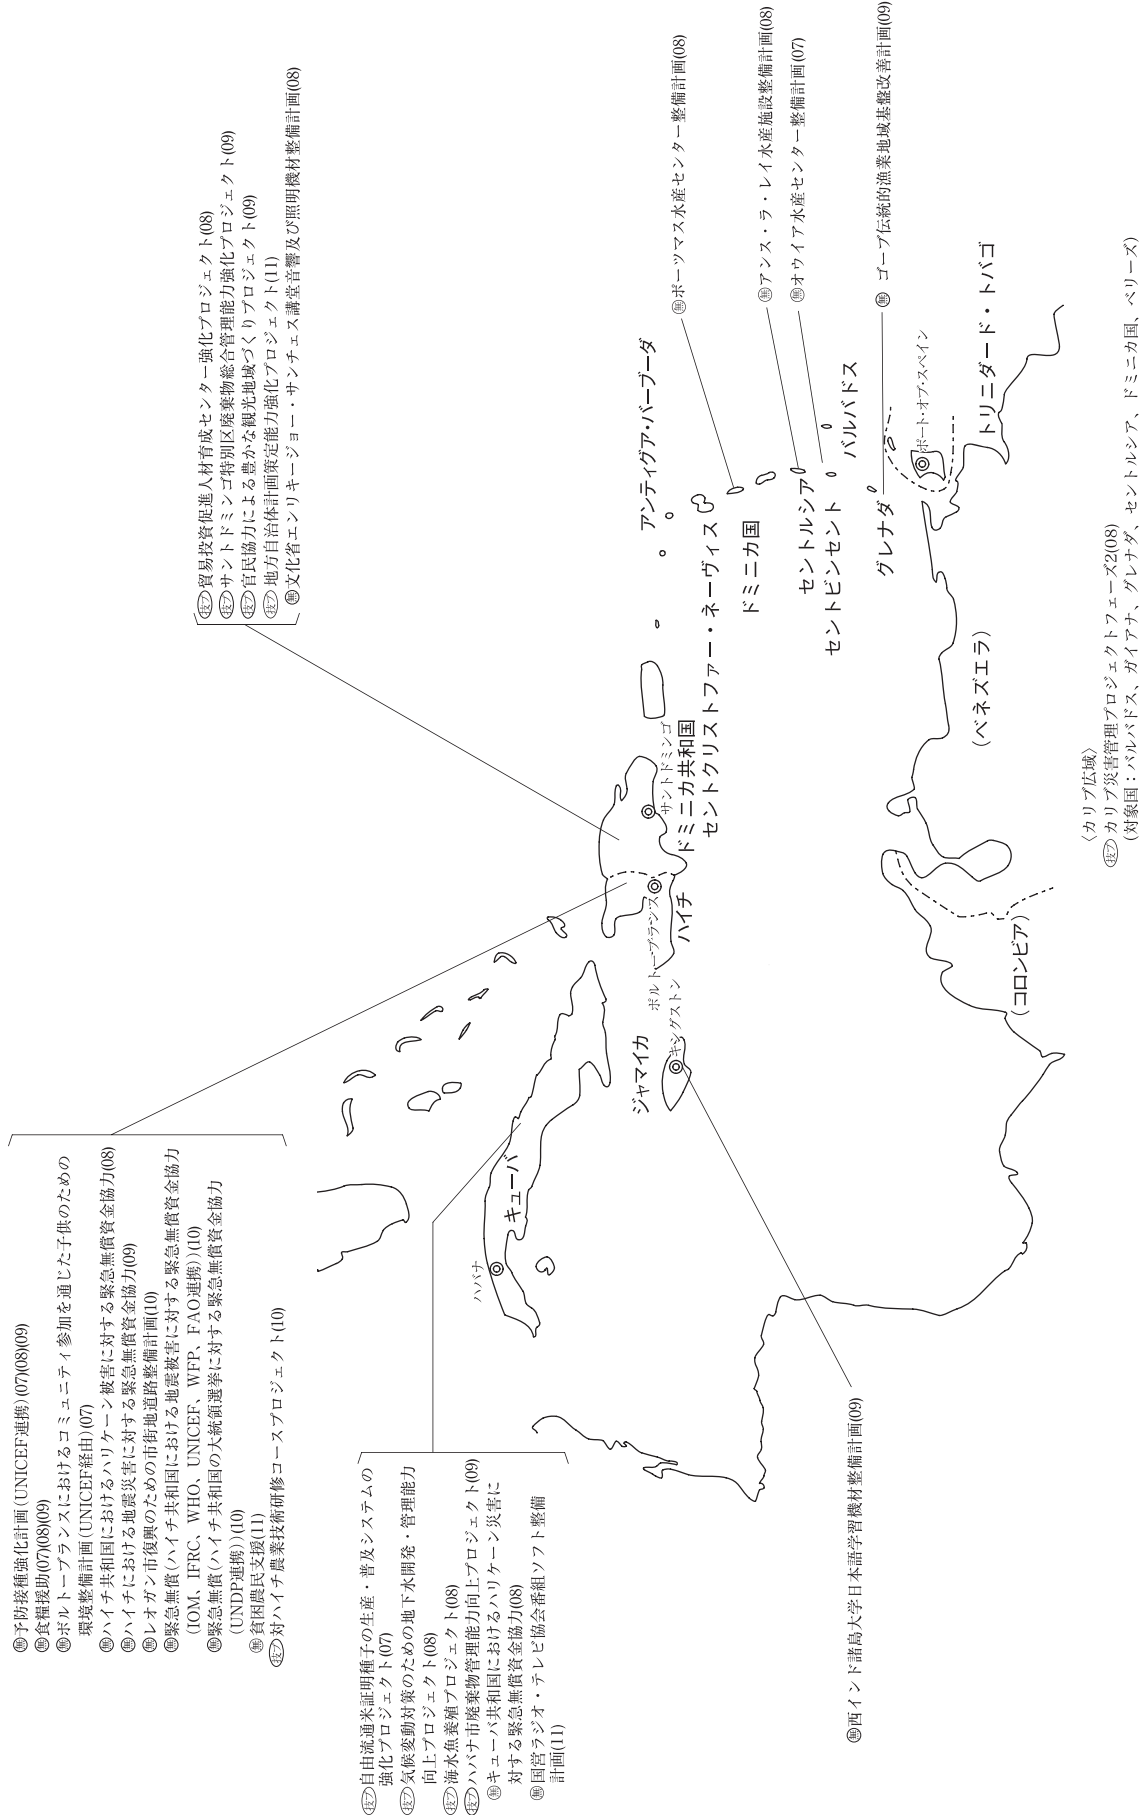 ㊞予防接種強化計画(UNICEF連携)(07)(08)(09)
㊞食糧援助(07)(08)(09)
㊞ポルトープランスにおけるコミュニティ参加を通じた子供のための
環境整備計画(UNICEF経由)(07)
㊞ハイチ共和国におけるハリケーン被害に対する緊急無償資金協力(08)
㊞ハイチにおける地震災害に対する緊急無償資金協力(09)
㊞レオガン市復興のための市街地道路整備計画(10)
㊞緊急無償(ハイチ共和国における地震被害に対する緊急無償資金協力
(IOM、IFRC、WHO、UNICEF、WFP、FAO連携))(10)
㊞緊急無償(ハイチ共和国の大統領選挙に対する緊急無償資金協力
(UNDP連携))(10)
無貧困農民支援(11)
技プ対ハイチ農業技術研修コースプロジェクト(10)
技プ自由流通米証明種子の生産・普及システムの
強化プロジェクト(07)
技プ気候変動対策のための地下水開発・管理能力
向上プロジェクト(08)
技プ海水魚養殖プロジェクト(08)
技プハバナ市廃棄物管理能力向上プロジェクト(09)
無キューバ共和国におけるハリケーン災害に
対する緊急無償資金協力(08)
無国営ラジオ・テレビ協会番組ソフト整備
計画(11)
無西インド諸島大学日本語学習機材整備計画(09)
技プ貿易投資促進人材育成センター強化プロジェクト(08)
技プサントドミンゴ特別区廃棄物総合管理能力強化プロジェクト(09)
技プ官民協力による豊かな観光地域づくりプロジェクト(09)
技プ地方自治体計画策定能力強化プロジェクト(11)
無文化省エンリキージョー・サンチェス講堂音響及び照明機材整備計画(08)
無ポーツマス水産センター整備計画(08)
無アンス・ラ・レイ水産施設整備計画(08)
無オウイア水産センター整備計画(07)
無ゴーブ伝統的漁業地域基盤改善計画(09)
ハバナ
キューバ
ジャマイカ
キングストン
ポルトープランス
ハイチ
サントドミンゴ
ドミニカ共和国
セントクリストファー・ネーヴィス
アンティグア・バーブーダ
ドミニカ国
セントルシア
セントビンセント
バルバドス
グレナダ
ポート・オブ・スペイン
トリニダード・トバゴ
(ベネズエラ)
(コロンビア)
〈カリブ広域〉
技プカリブ災害管理プロジェクトフェーズ2(08)
(対象国：バルバドス、ガイアナ、グレナダ、セントルシア、ドミニカ国、ベリーズ)